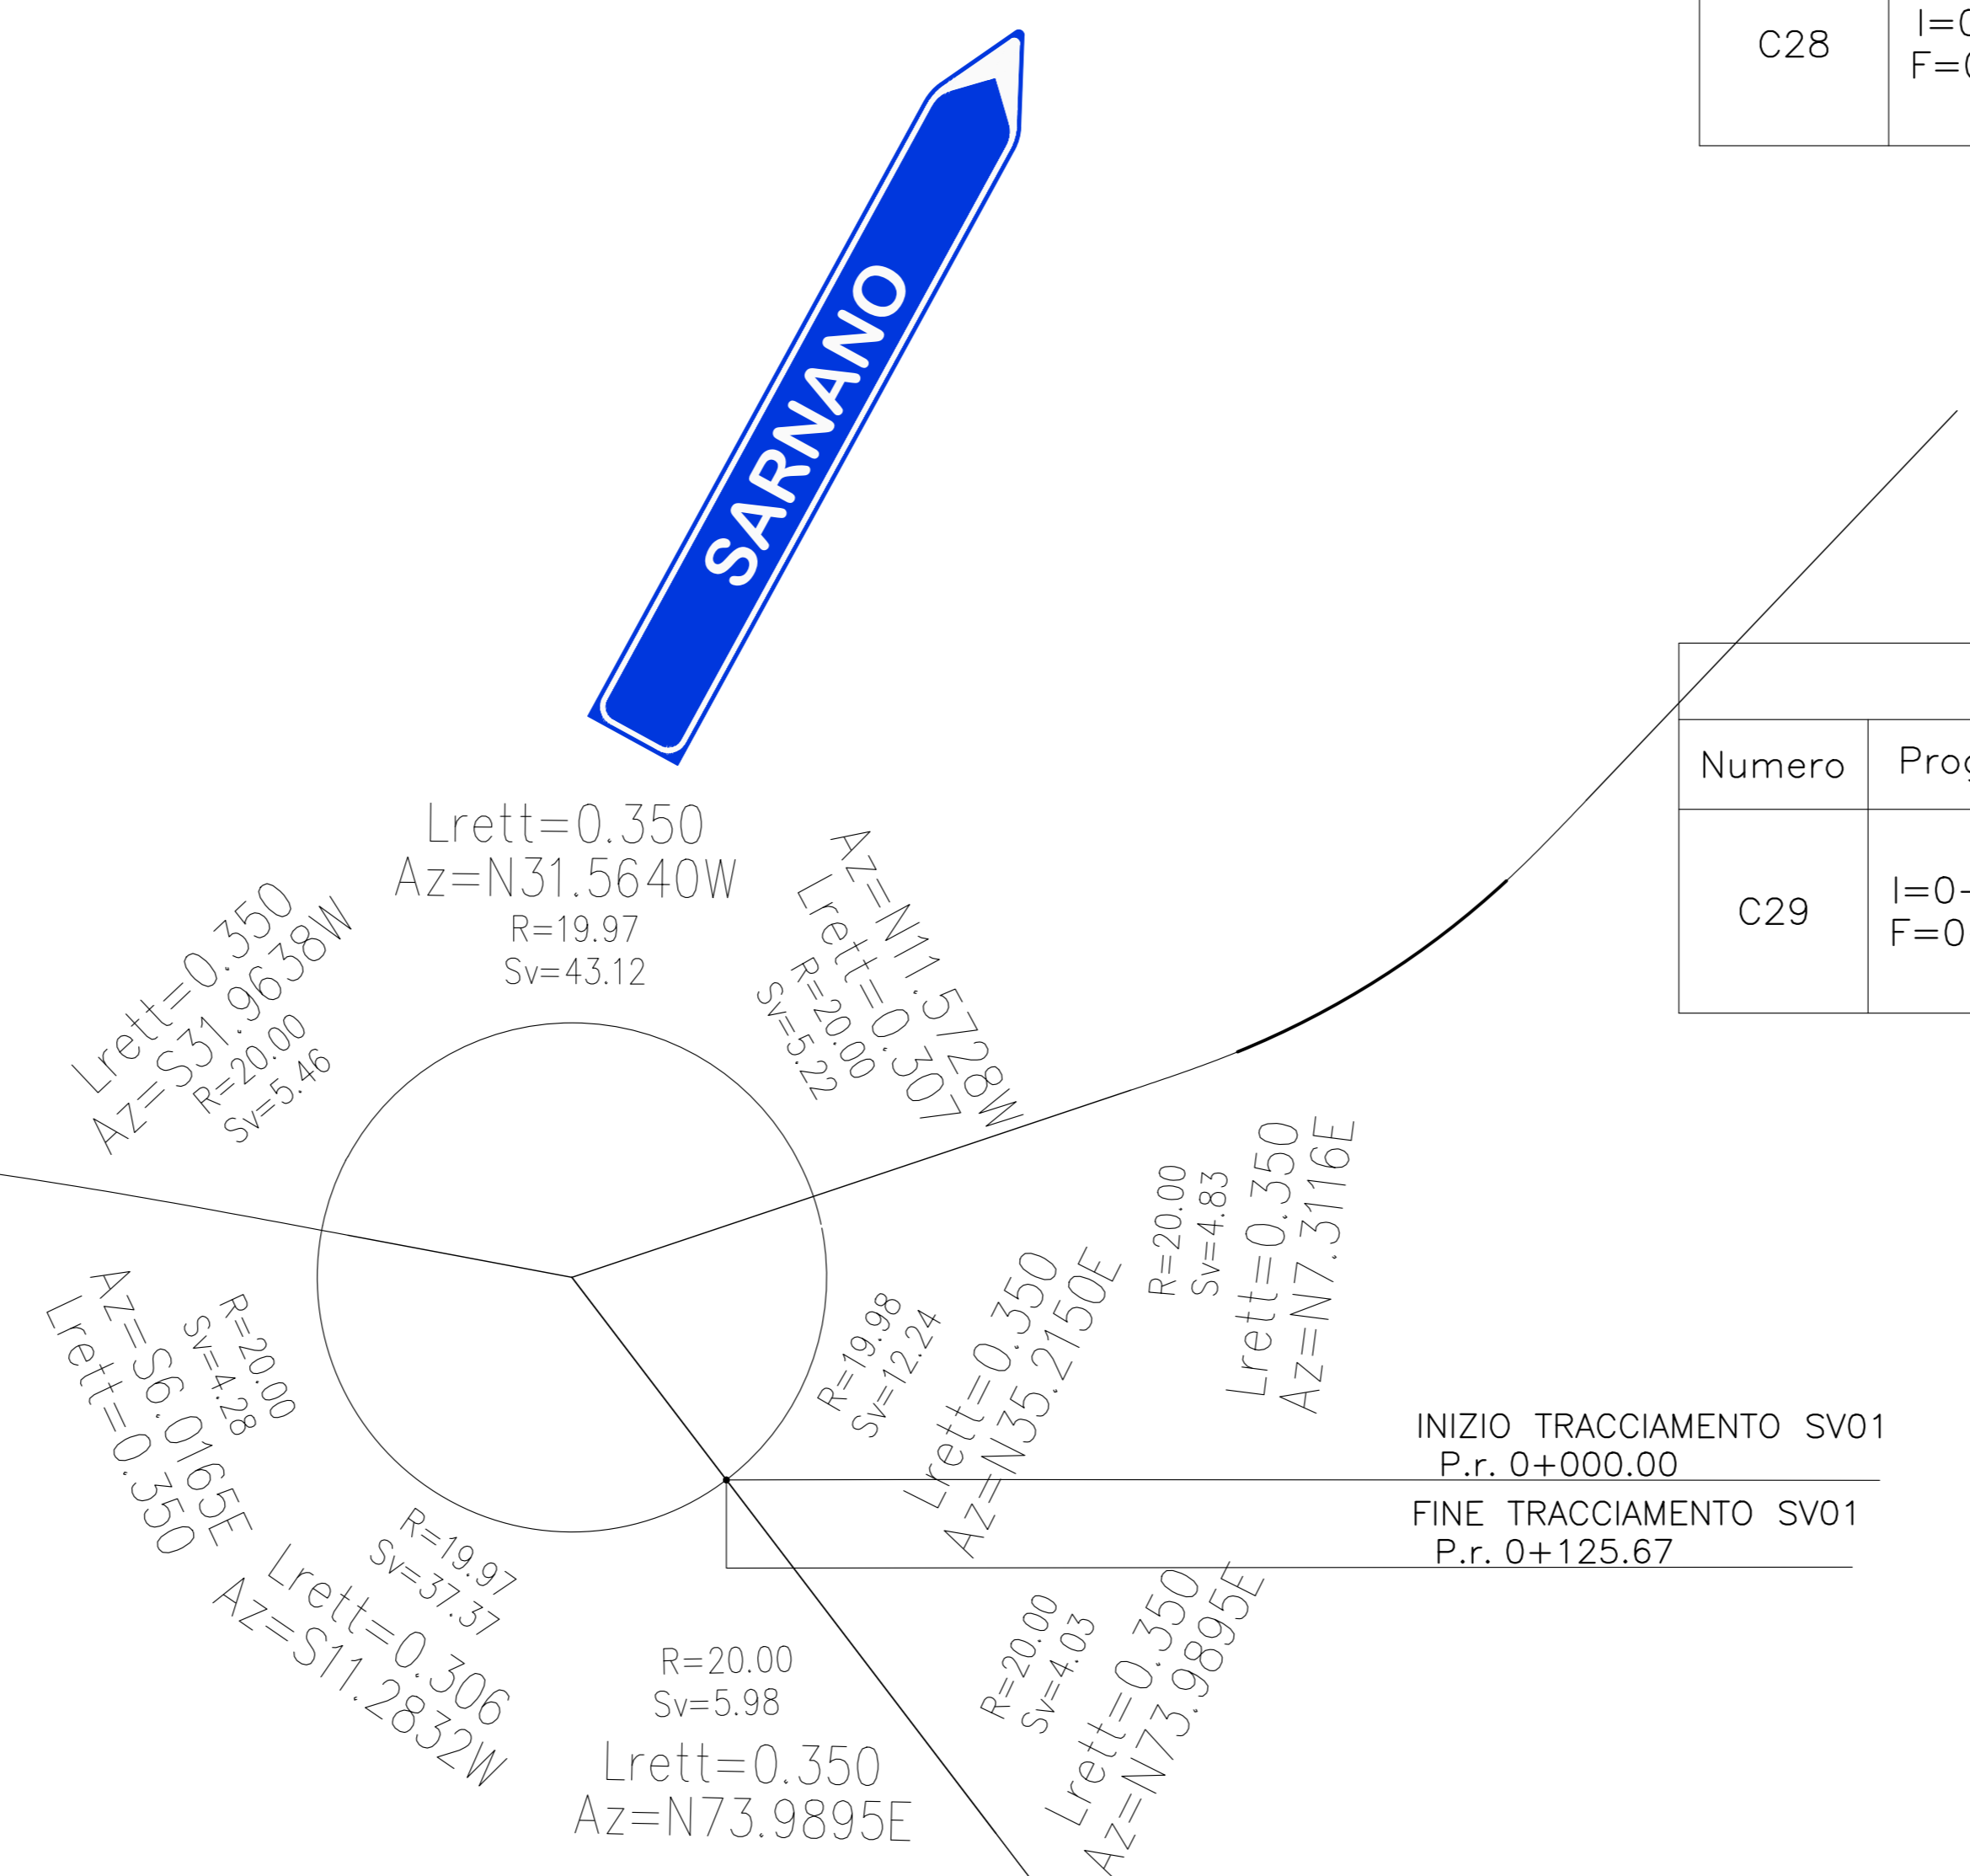 C28
SARNANO
Numero
C29
Lrett=0.350
Az=N31.5640W
R=19.97
Sv=43.12
Lrett=0.350
Az=S31.9638W
R=20.00
Sv=5.46
Az=N11.5728W
Lrett=0.307
R=20.00
Sv=5.23
R=20.00
Sv=4.83
Lrett=0.350
Az=N7.3116E
R=19.98
Sv=12.24
Lrett=0.350
Az=N35.2150E
R=20.00
Sv=4.28
Az=S6.0165E
Lrett=0.350
INIZIO TRACCIAMENTO SV01
P.r. 0+000.00
FINE TRACCIAMENTO SV01
P.r. 0+125.67
R=19.97
Sv=37.37
Lrett=0.306
Az=S11.2832W
R=20.00
Sv=5.98
Lrett=0.350
Az=N73.9895E
R=20.00
Sv=4.03
Lrett=0.350
Az=N73.9895E